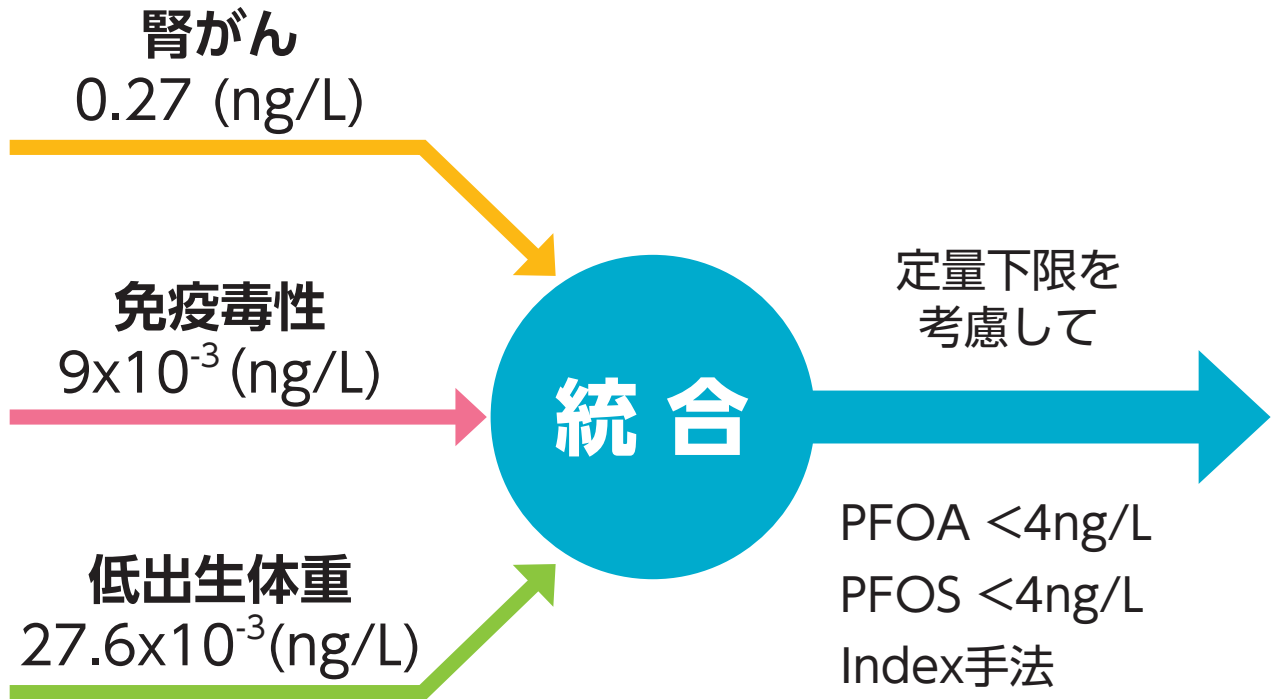 腎がん
0.27 (ng/L)
免疫毒性
9x10⁻³ (ng/L)
低出生体重
27.6x10⁻³(ng/L)
統合
定量下限を
考慮して
PFOA ＜4ng/L
PFOS ＜4ng/L
Index手法